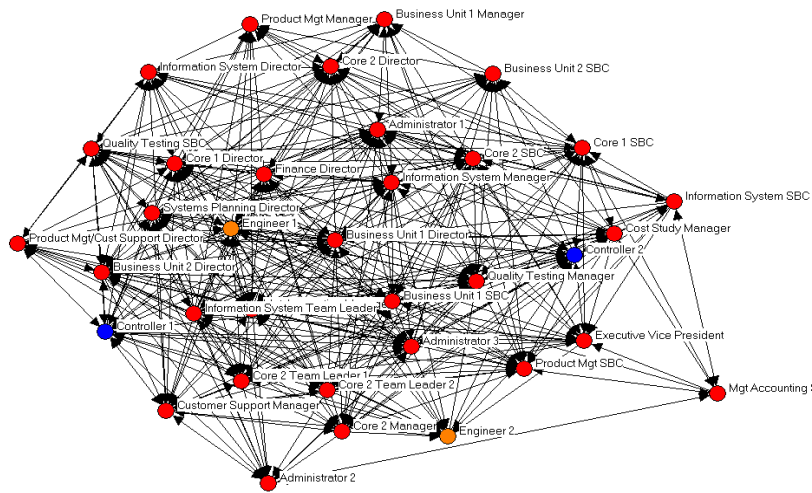 Business Unit 1 Manager
Product Mgt Manager
Core 2 Director
Information System Director
Business Unit 2 SBC
Administrator 1
Quality Testing SBC
Core 1 SBC
Core 1 Director
Core 2 SBC
Finance Director
Information System Manager
Information System SBC
Systems Planning Director
Engineer 1
Cost Study Manager
Product Mgt/Cust Support Director
Business Unit 1 Director
Controller 2
Business Unit 2 Director
Quality Testing Manager
Business Unit 1 SBC
Information System Team Leader
Controller 1
Executive Vice President
Administrator 3
Product Mgt SBC
Core 2 Team Leader 1
Core 2 Team Leader 2
Mgt Accounting S
Customer Support Manager
Core 2 Manager
Engineer 2
Administrator 2